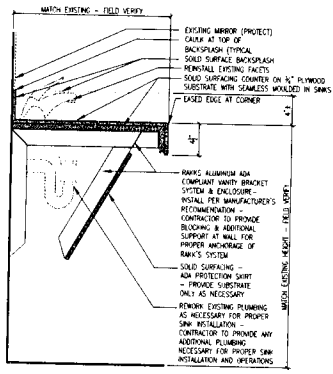 MATCH EXISTING - FIELD VERIFY
EXISTING MIRROR (PROTECT)
CAULK AT TOP OF
BACKSPLASH (TYPICAL
SOLID SURFACE BACKSPLASH
REINSTALL EXISTING FACETS
SOLID SURFACING COUNTER ON ¾" PLYWOOD
SUBSTRATE WITH SEAMLESS MOULDED IN SINKS
EASED EDGE AT CORNER
RAKKS ALUMINUM ADA
COMPLIANT VANITY BRACKET
SYSTEM & ENCLOSURE-
INSTALL PER MANUFACTURER'S
RECOMMENDATION -
CONTRACTOR TO PROVIDE
BLOCKING & ADDITIONAL
SUPPORT AT WALL FOR
PROPER ANCHORAGE OF
RAKK'S SYSTEM
SOLID SURFACING -
ADA PROTECTION SKIRT
- PROVIDE SUBSTRATE
ONLY AS NECESSARY
REWORK EXISTING PLUMBING
AS NECESSARY FOR PROPER
SINK INSTALLATION -
CONTRACTOR TO PROVIDE ANY
ADDITIONAL PLUMBING
NECESSARY FOR PROPER SINK
INSTALLATION AND OPERATIONS
MATCH EXISTING HEIGHT - FIELD VERIFY